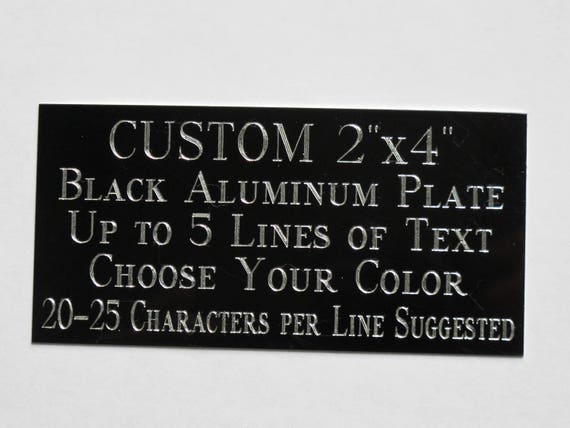 CUSTOM 2"x4"
Black Aluminum Plate
Up to 5 Lines of Text
Choose Your Color
20-25 Characters per Line Suggested